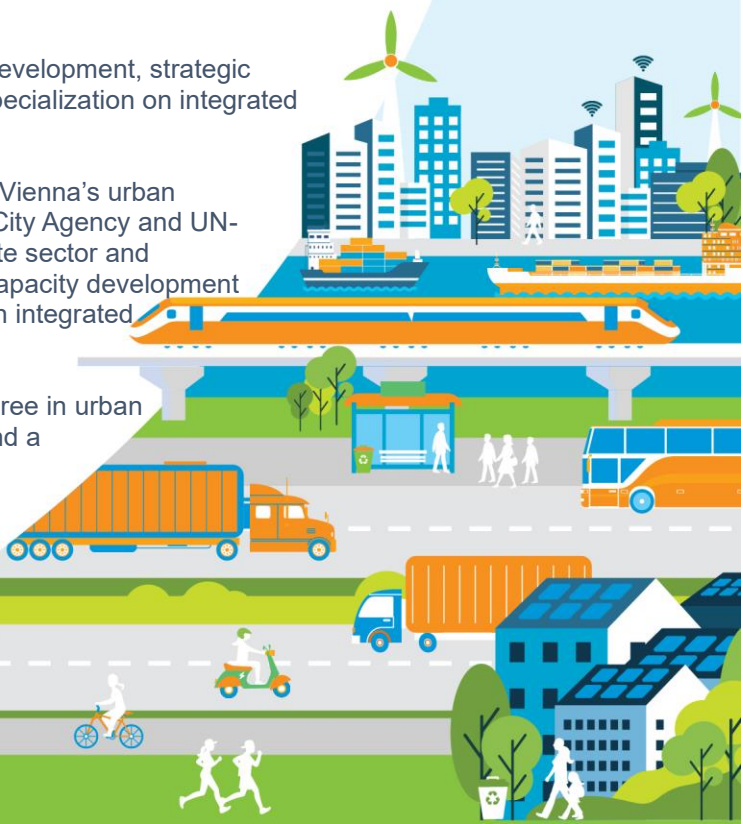 evelopment, strategic
pecialization on integrated
Vienna's urban
City Agency and UN-
te sector and
apacity development
n integrated
ree in urban
nd a